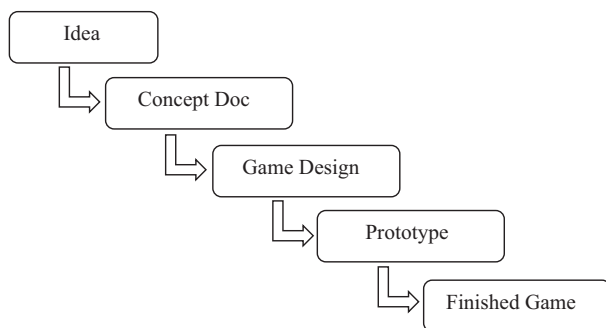 Idea
Concept Doc
Game Design
Prototype
Finished Game